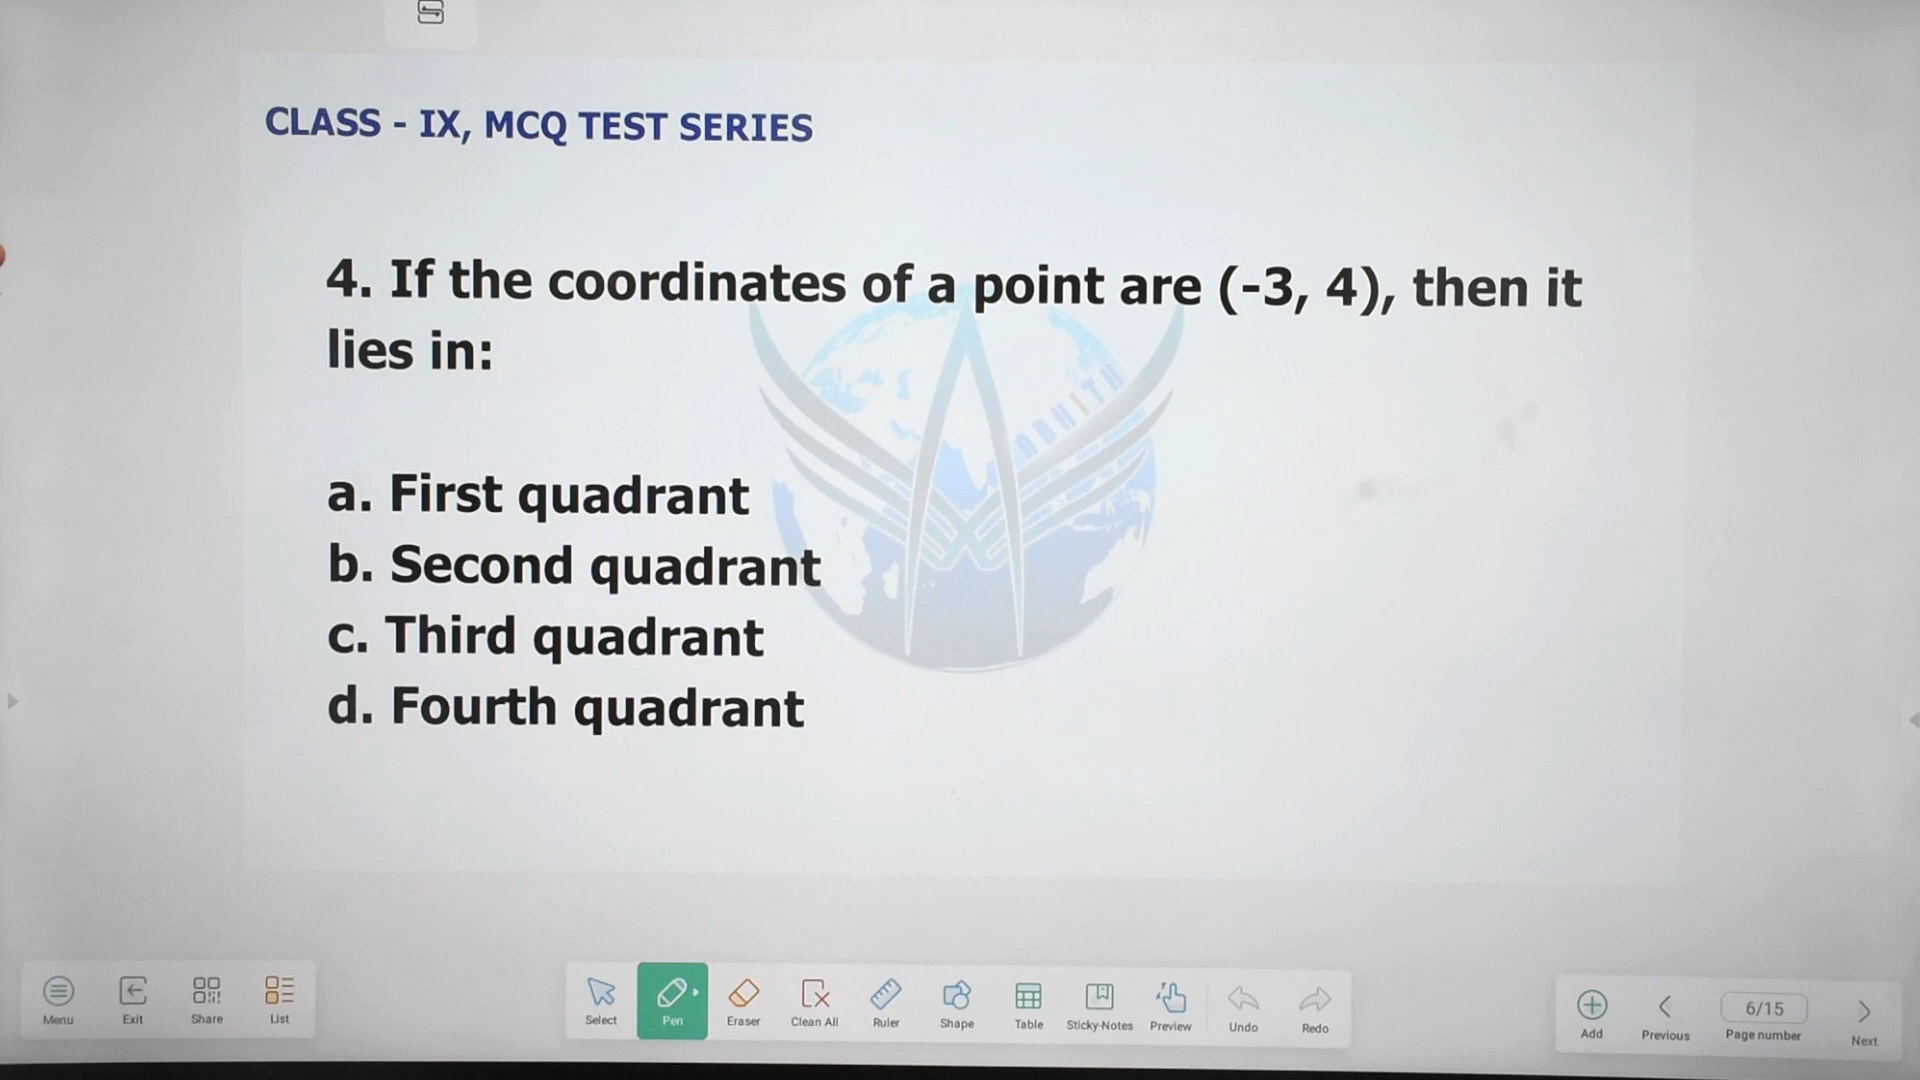 CLASS - IX, MCQ TEST SERIES
4. If the coordinates of a point are (-3, 4), then it
lies in:
ABHITH
a. First quadrant
b. Second quadrant
c. Third quadrant
d. Fourth quadrant
Menu Exit Share List
Select Pen Eraser Clean All Ruler Shape Table Sticky-Notes Preview Undo Redo
Add Previous 6/15 Page number Next